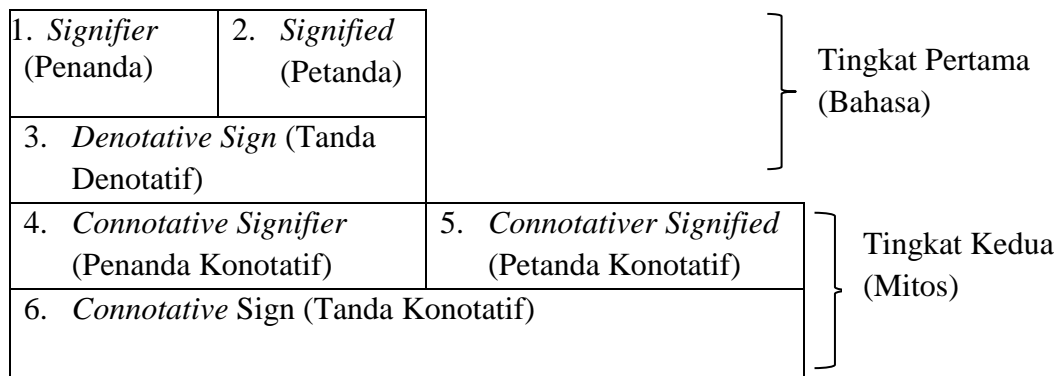 1. Signifier
(Penanda)
2. Signified
(Petanda)
Tingkat Pertama
(Bahasa)
3. Denotative Sign (Tanda
Denotatif)
4. Connotative Signifier
(Penanda Konotatif)
5. Connotativer Signified
(Petanda Konotatif)
Tingkat Kedua
(Mitos)
6. Connotative Sign (Tanda Konotatif)